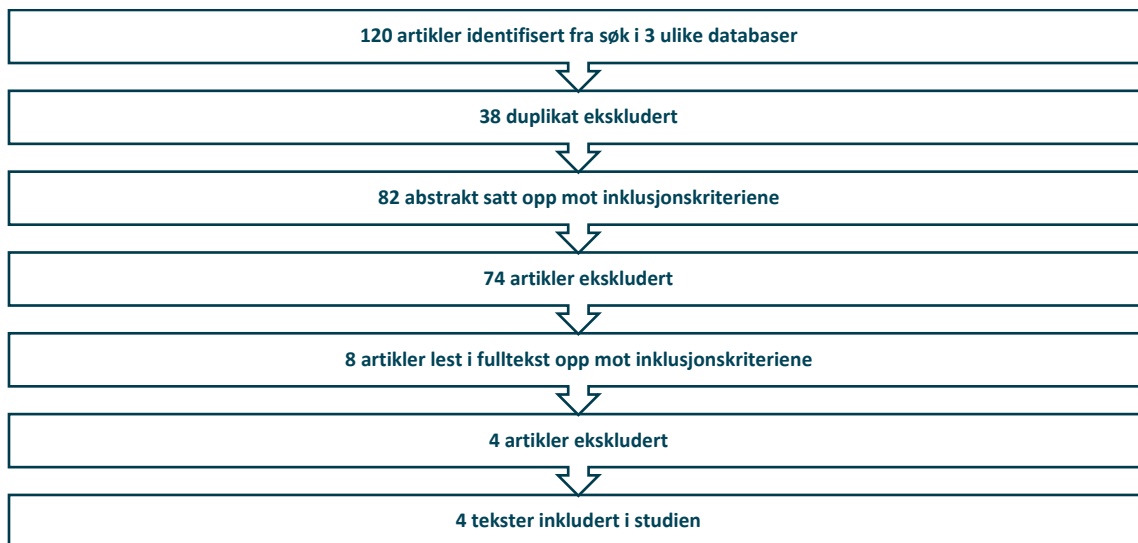 120 artikler identifisert fra søk i 3 ulike databaser
38 duplikat ekskludert
82 abstrakt satt opp mot inklusjonskriteriene
74 artikler ekskludert
8 artikler lest i fulltekst opp mot inklusjonskriteriene
4 artikler ekskludert
4 tekster inkludert i studien